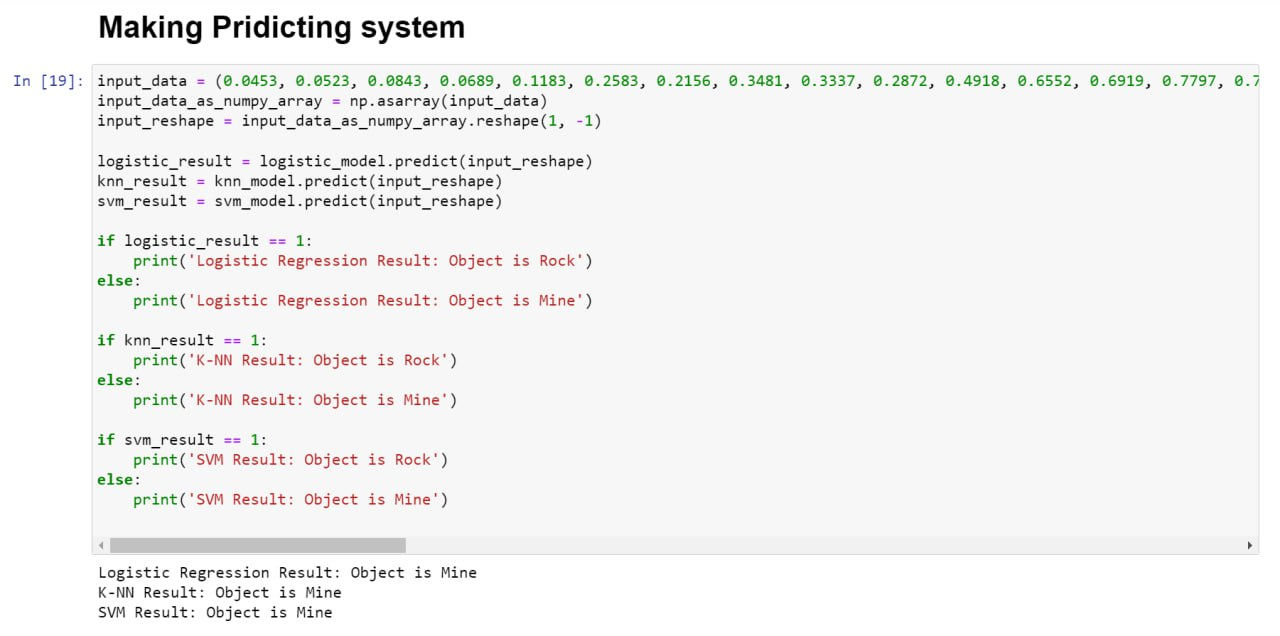 Making Pridicting system
In [19]: input_data = (0.0453, 0.0523, 0.0843, 0.0689, 0.1183, 0.2583, 0.2156, 0.3481, 0.3337, 0.2872, 0.4918, 0.6552, 0.6919, 0.7797, 0.7
input_data_as_numpy_array = np.asarray(input_data)
input_reshape = input_data_as_numpy_array.reshape(1, -1)
logistic_result = logistic_model.predict(input_reshape)
knn_result = knn_model.predict(input_reshape)
svm_result = svm_model.predict(input_reshape)
if logistic_result == 1:
    print('Logistic Regression Result: Object is Rock')
else:
    print('Logistic Regression Result: Object is Mine')
if knn_result == 1:
    print('K-NN Result: Object is Rock')
else:
    print('K-NN Result: Object is Mine')
if svm_result == 1:
    print('SVM Result: Object is Rock')
else:
    print('SVM Result: Object is Mine')
Logistic Regression Result: Object is Mine
K-NN Result: Object is Mine
SVM Result: Object is Mine